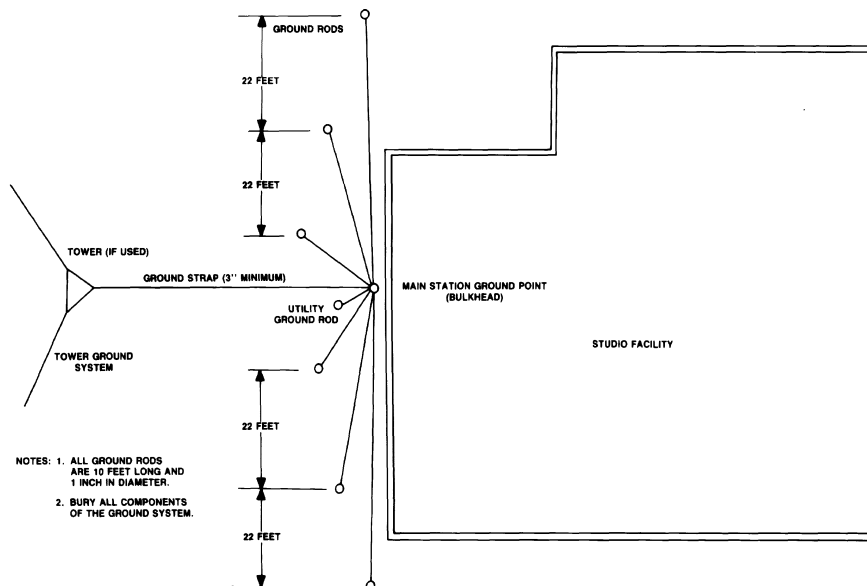 GROUND RODS
22 FEET
22 FEET
TOWER (IF USED)
GROUND STRAP (3" MINIMUM)
MAIN STATION GROUND POINT
(BULKHEAD)
UTILITY
GROUND ROD
STUDIO FACILITY
TOWER GROUND
SYSTEM
22 FEET
NOTES: 1. ALL GROUND RODS
ARE 10 FEET LONG AND
1 INCH IN DIAMETER.
2. BURY ALL COMPONENTS
OF THE GROUND SYSTEM.
22 FEET